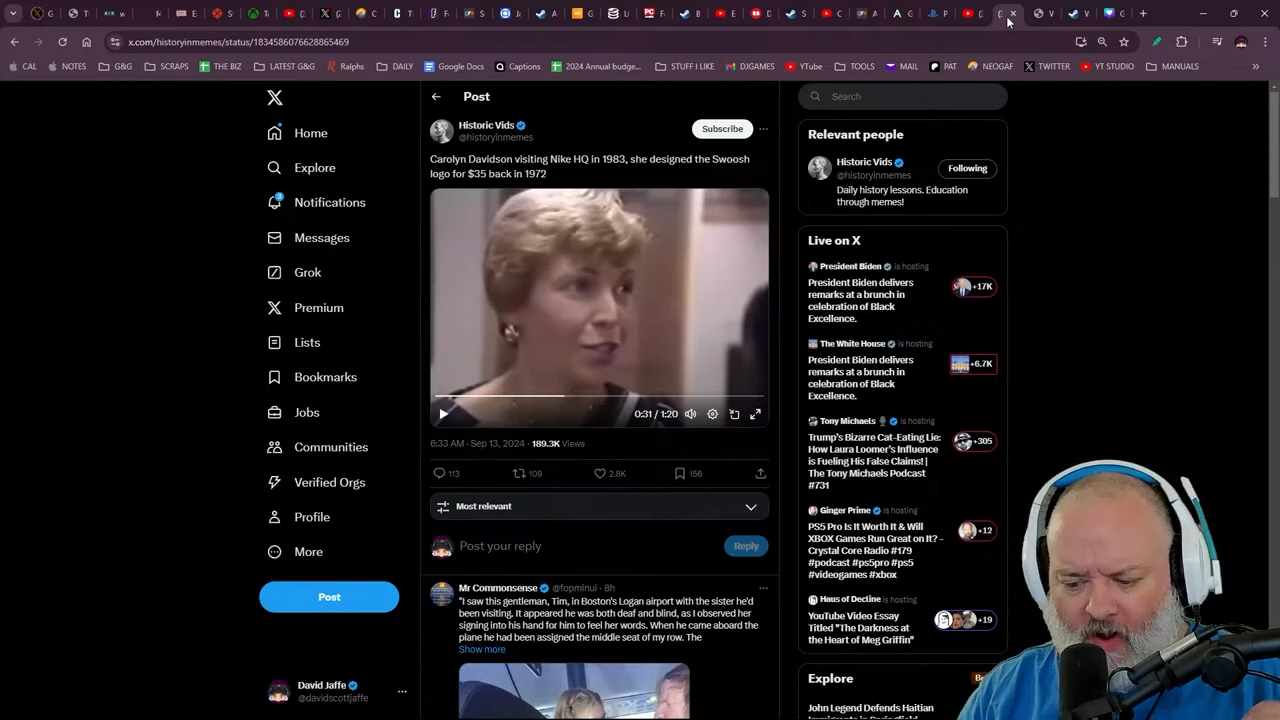 x.com/historyinmemes/status/1834586076628865469
CAL
NOTES
G&G
SCRAPS
THE BIZ
LATEST G&G
Ralphs
DAILY
Google Docs
Captions
2024 Annual budge...
STUFF I LIKE
DJGAMES
YTube
TOOLS
MAIL
PAT
NEOGAF
TWITTER
YT STUDIO
MANUALS
Home
Explore
Notifications
Messages
Grok
Premium
Lists
Bookmarks
Jobs
Communities
Verified Orgs
Profile
More
Post
David Jaffe
@davidscottjaffe
Post
Historic Vids
@historyinmemes
Subscribe
Carolyn Davidson visiting Nike HQ in 1983, she designed the Swoosh
logo for $35 back in 1972
0:31 / 1:20
6:33 AM · Sep 13, 2024 · 189.3K Views
113
109
2.8K
156
Most relevant
Post your reply
Reply
Mr Commonsense @fopminui · 8h
"I saw this gentleman, Tim, in Boston's Logan airport with the sister he'd
been visiting. It appeared he was both deaf and blind, as I observed her
signing into his hand for him to feel her words. When he came aboard the
plane he had been assigned the middle seat of my row. The
Show more
Search
Relevant people
Historic Vids
@historyinmemes
Following
Daily history lessons. Education
through memes!
Live on X
President Biden is hosting
President Biden delivers
remarks at a brunch in
celebration of Black
Excellence.
+17K
The White House is hosting
President Biden delivers
remarks at a brunch in
celebration of Black
Excellence.
+6.7K
Tony Michaels is hosting
Trump's Bizarre Cat-Eating Lie:
How Laura Loomer's Influence
is Fueling His False Claims! |
The Tony Michaels Podcast
#731
+305
Ginger Prime is hosting
PS5 Pro Is It Worth It & Will
XBOX Games Run Great on It? -
Crystal Core Radio #179
#podcast #ps5pro #ps5
#videogames #xbox
+12
Haus of Decline is hosting
YouTube Video Essay
Titled "The Darkness at
the Heart of Meg Griffin"
+19
Explore
John Legend Defends Haitian